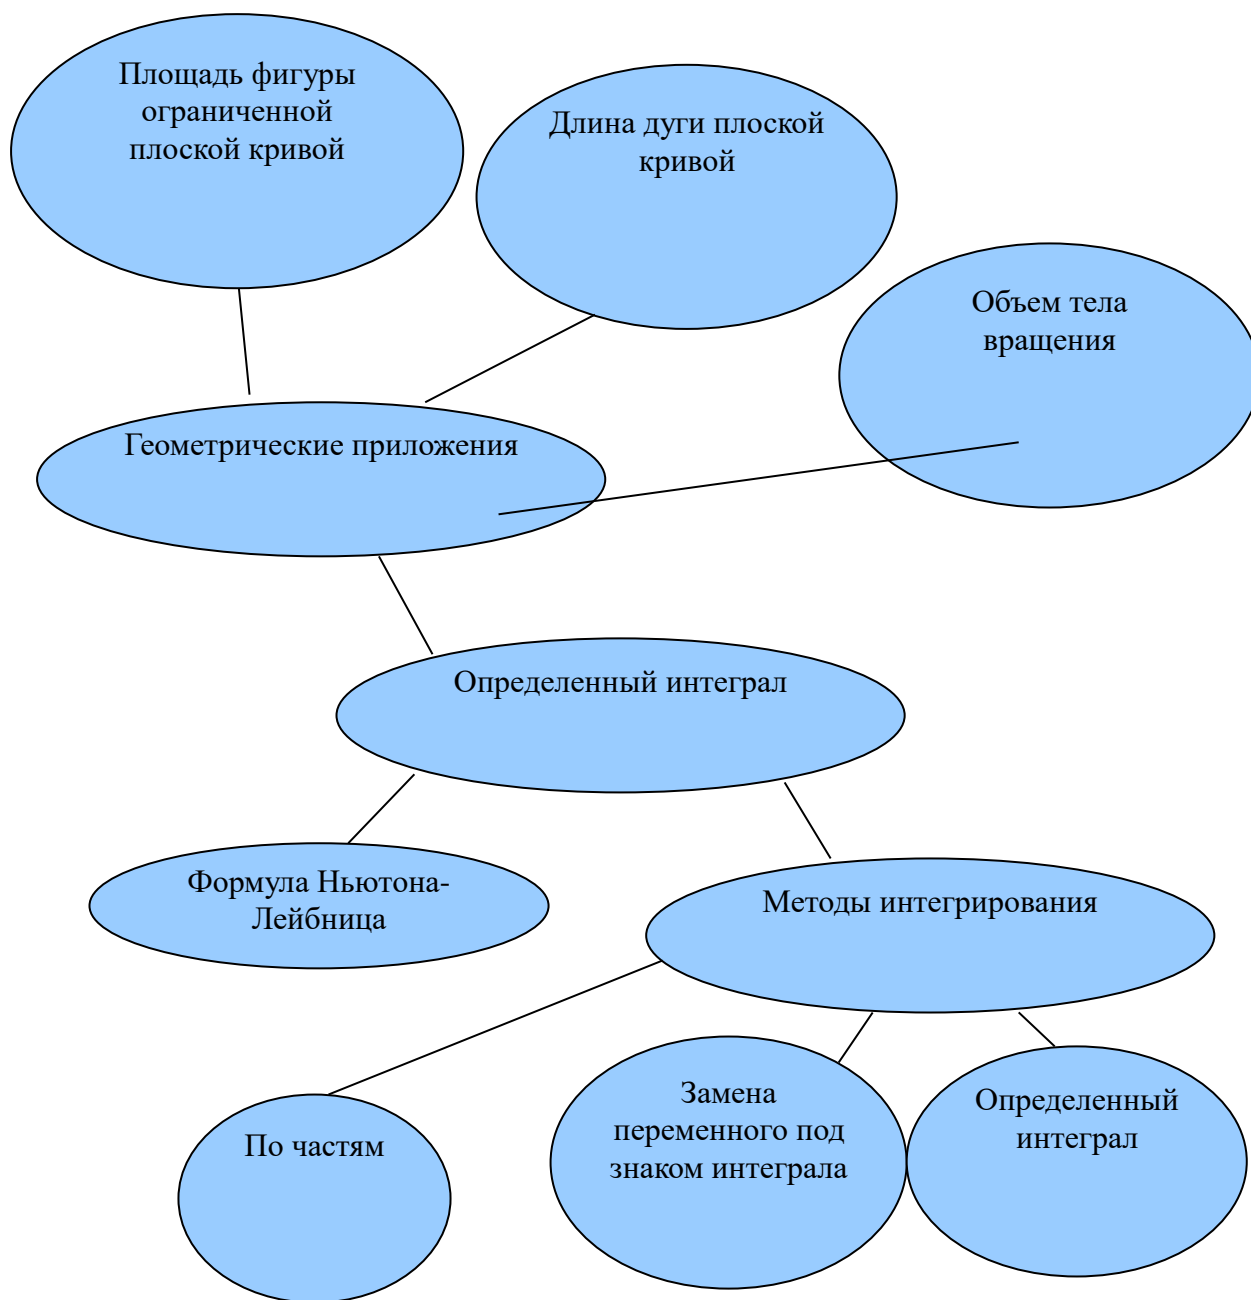 Площадь фигуры
ограниченной
плоской кривой
Длина дуги плоской
кривой
Объем тела
вращения
Геометрические приложения
Определенный интеграл
Формула Ньютона-
Лейбница
Методы интегрирования
По частям
Замена
переменного под
знаком интеграла
Определенный
интеграл